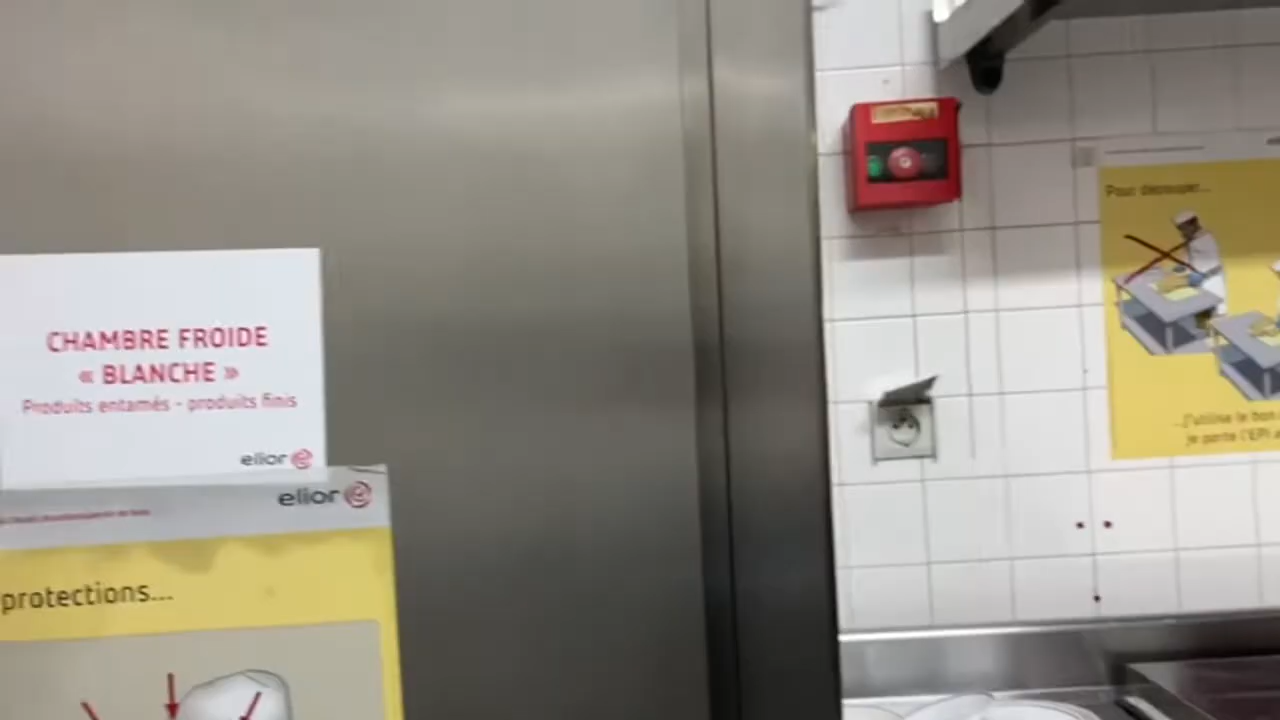 CHAMBRE FROIDE
« BLANCHE »
Produits entamés - produits finis
elior
elior
protections...
Pour découper...
...J'utilise le bon
je porte l'EPI